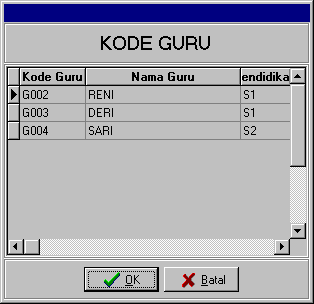 KODE GURU
Kode Guru Nama Guru endidika
G002 RENI S1
G003 DERI S1
G004 SARI S2
OK Batal